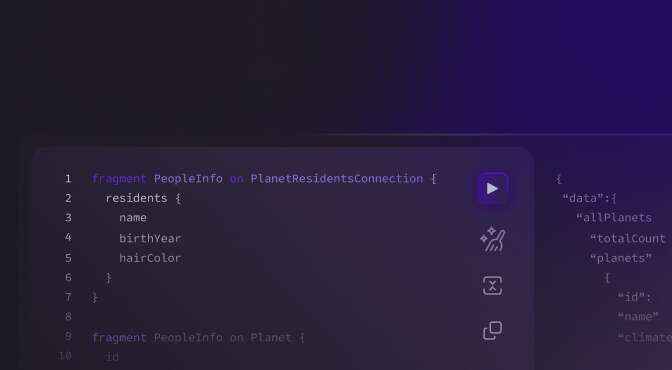 1 fragment PeopleInfo on PlanetResidentsConnection {
2 residents {
3 name
4 birthYear
5 hairColor
6 }
7 }
8
9 fragment PeopleInfo on Planet {
10 id
{
“data”:{
“allPlanets
“totalCount
“planets”
{
“id”:
“name”
“climate